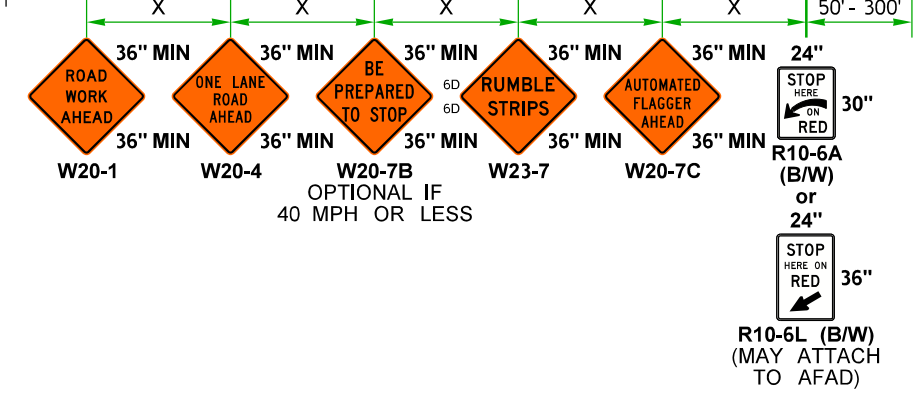 X X X X X 50' - 300'
ROAD
WORK
AHEAD
36" MIN
36" MIN
W20-1
ONE LANE
ROAD
AHEAD
36" MIN
36" MIN
W20-4
BE
PREPARED
TO STOP
36" MIN
36" MIN
W20-7B
OPTIONAL IF
40 MPH OR LESS
6D
6D
RUMBLE
STRIPS
36" MIN
36" MIN
W23-7
AUTOMATED
FLAGGER
AHEAD
36" MIN
36" MIN
W20-7C
24"
STOP
HERE
ON
RED
30"
R10-6A
(B/W)
or
24"
STOP
HERE ON
RED
36"
R10-6L (B/W)
(MAY ATTACH
TO AFAD)